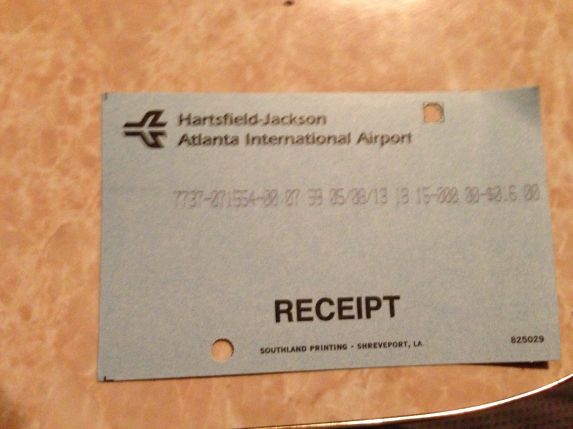 Hartsfield-Jackson
Atlanta International Airport
7737-071554-00 07 59 05/08/13 13 15-000 00-$0.6 00
RECEIPT
SOUTHLAND PRINTING - SHREVEPORT, LA
825029